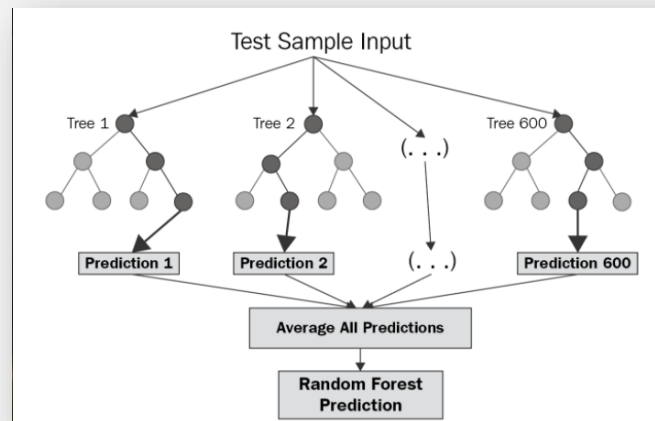 Test Sample Input
Tree 1
Tree 2
Tree 600
(. . .)
Prediction 1
Prediction 2
(. . .)
Prediction 600
Average All Predictions
Random Forest
Prediction